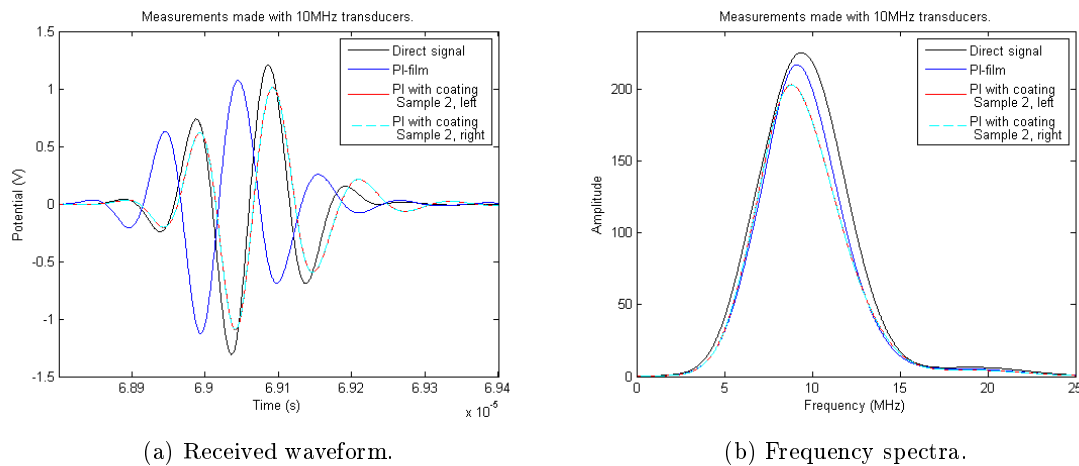 Measurements made with 10MHz transducers.
1.5
1
0.5
0
-0.5
-1
-1.5
Potential (V)
Direct signal
PI-film
PI with coating
Sample 2, left
PI with coating
Sample 2, right
6.89
6.9
6.91
6.92
6.93
6.94
Time (s)
x 10⁻⁵
(a) Received waveform.
Measurements made with 10MHz transducers.
200
150
100
50
0
Amplitude
Direct signal
PI-film
PI with coating
Sample 2, left
PI with coating
Sample 2, right
0
5
10
15
20
25
Frequency (MHz)
(b) Frequency spectra.